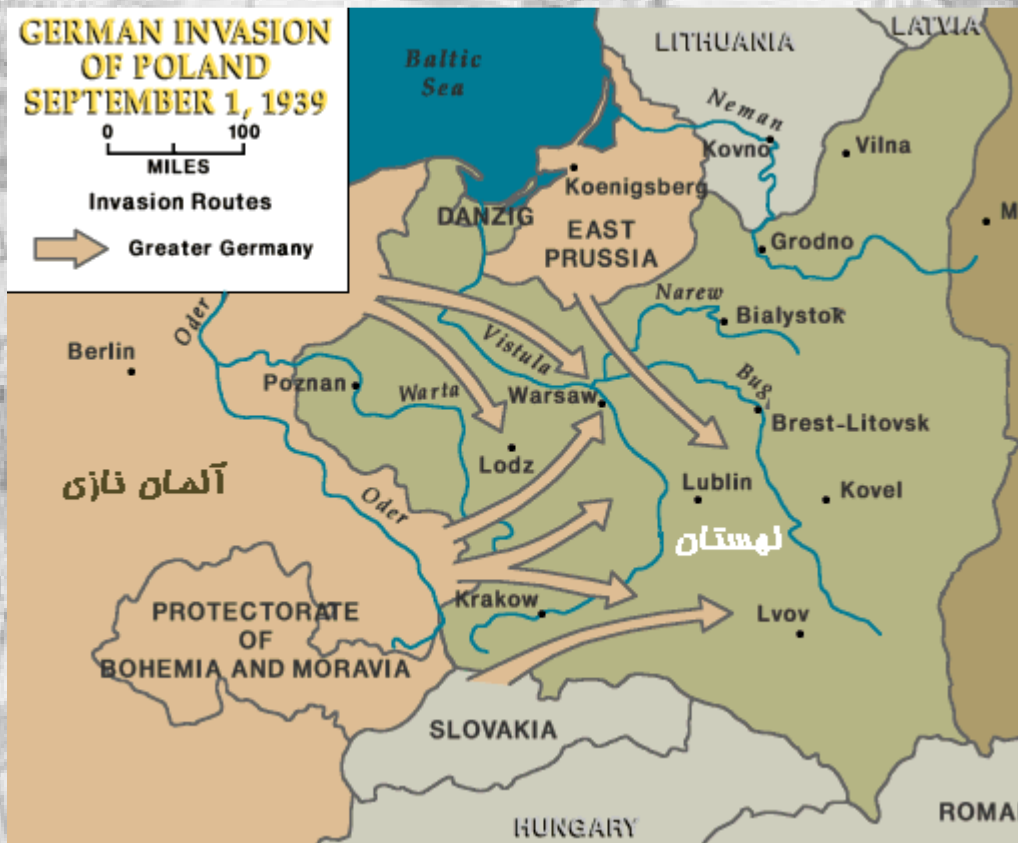 GERMAN INVASION
OF POLAND
SEPTEMBER 1, 1939
0 100
MILES
Invasion Routes
Greater Germany
Baltic
Sea
LITHUANIA
LATVIA
Neman
Kovno
Vilna
Koenigsberg
DANZIG
EAST
PRUSSIA
Grodno
M
Oder
Berlin
Narew
Bialystok
Vistula
Poznan
Warta
Warsaw
Bug
Brest-Litovsk
Lodz
آلمان نازی
Oder
Lublin
Kovel
لهستان
PROTECTORATE
OF
BOHEMIA AND MORAVIA
Krakow
Lvov
SLOVAKIA
HUNGARY
ROMA